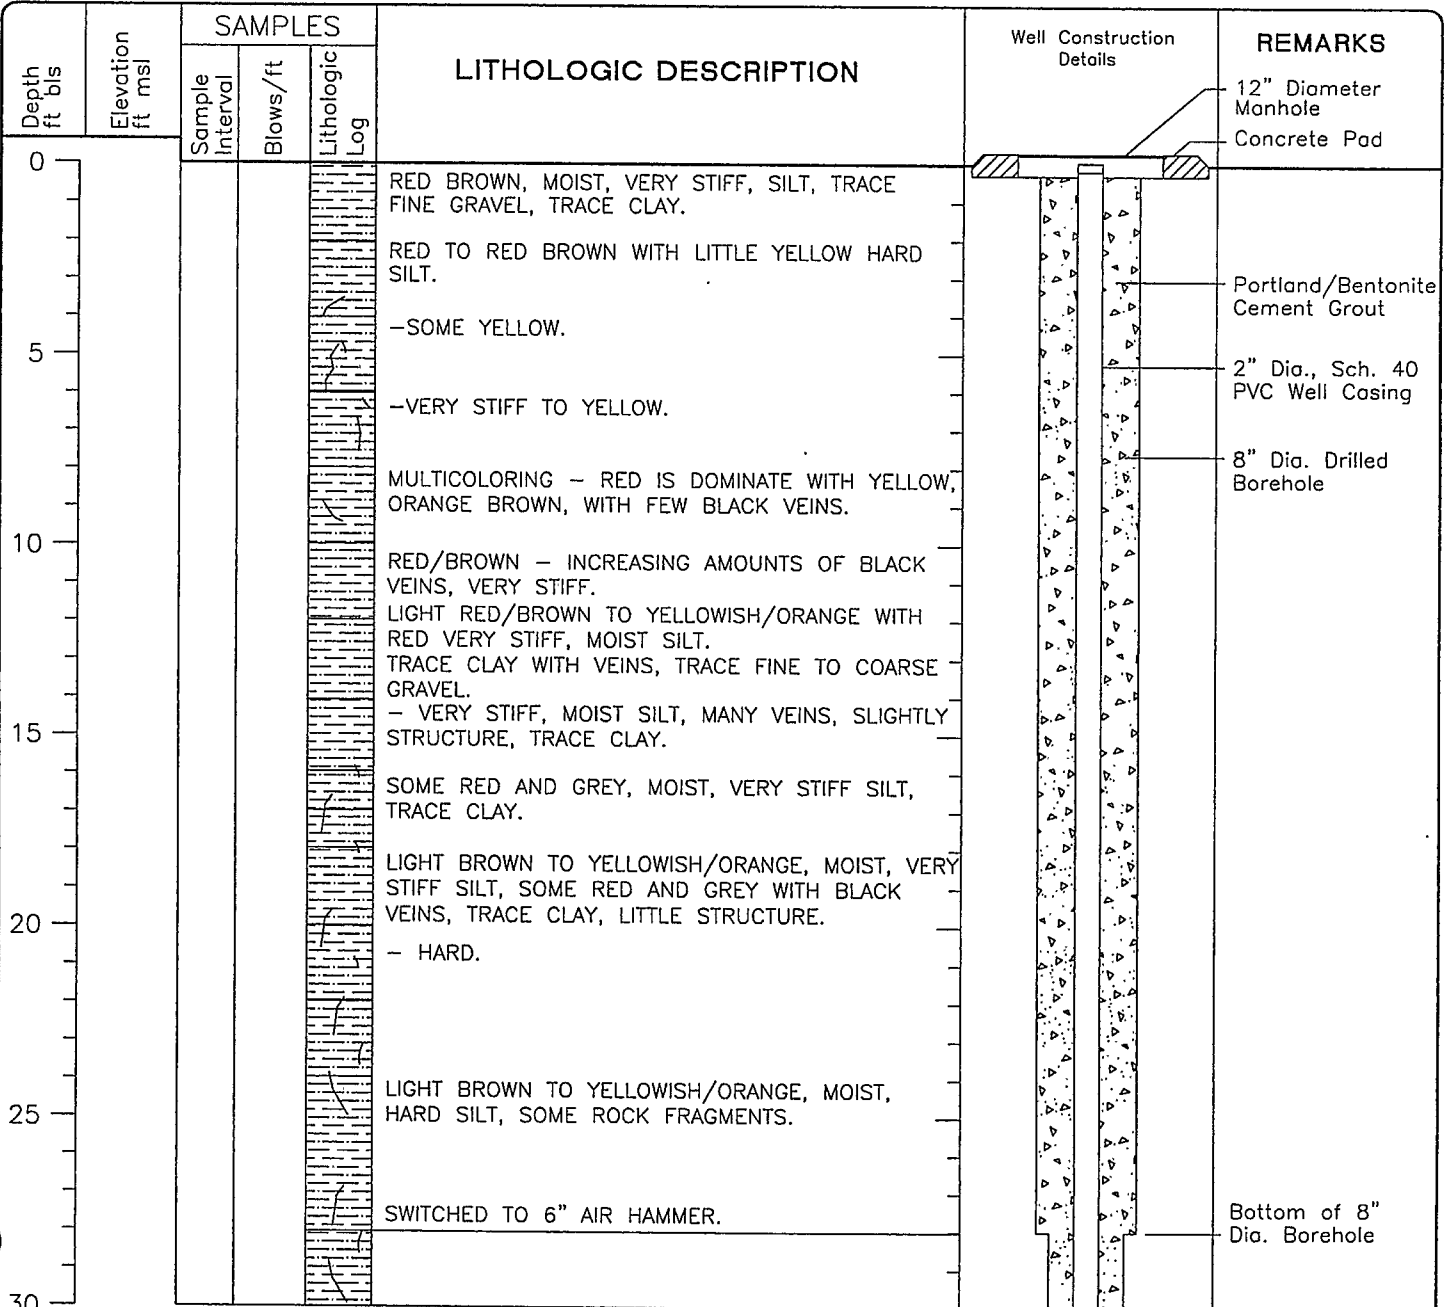 Depth
ft bls
Elevation
ft msl
SAMPLES
Sample
Interval
Blows/ft
Lithologic
Log
LITHOLOGIC DESCRIPTION
Well Construction
Details
REMARKS
12" Diameter
Manhole
Concrete Pad
0
RED BROWN, MOIST, VERY STIFF, SILT, TRACE
FINE GRAVEL, TRACE CLAY.
RED TO RED BROWN WITH LITTLE YELLOW HARD
SILT.
Portland/Bentonite
Cement Grout
-SOME YELLOW.
5
2" Dia., Sch. 40
PVC Well Casing
-VERY STIFF TO YELLOW.
8" Dia. Drilled
Borehole
MULTICOLORING - RED IS DOMINATE WITH YELLOW,
ORANGE BROWN, WITH FEW BLACK VEINS.
10
RED/BROWN - INCREASING AMOUNTS OF BLACK
VEINS, VERY STIFF.
LIGHT RED/BROWN TO YELLOWISH/ORANGE WITH
RED VERY STIFF, MOIST SILT.
TRACE CLAY WITH VEINS, TRACE FINE TO COARSE
GRAVEL.
- VERY STIFF, MOIST SILT, MANY VEINS, SLIGHTLY
STRUCTURE, TRACE CLAY.
15
SOME RED AND GREY, MOIST, VERY STIFF SILT,
TRACE CLAY.
LIGHT BROWN TO YELLOWISH/ORANGE, MOIST, VERY
STIFF SILT, SOME RED AND GREY WITH BLACK
VEINS, TRACE CLAY, LITTLE STRUCTURE.
20
- HARD.
LIGHT BROWN TO YELLOWISH/ORANGE, MOIST,
HARD SILT, SOME ROCK FRAGMENTS.
25
SWITCHED TO 6" AIR HAMMER.
Bottom of 8"
Dia. Borehole
30